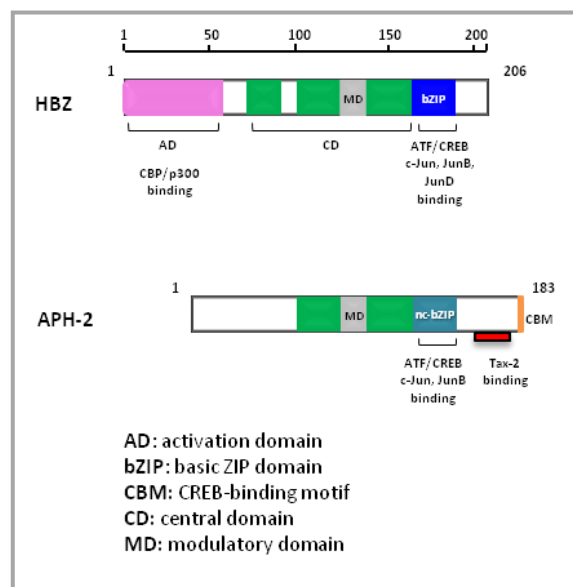 1 50 100 150 200
1 206
HBZ MD bZIP
AD CD ATF/CREB
c-Jun, JunB,
JunD
binding
CBP/p300
binding
1 183
APH-2 MD nc-bZIP CBM
ATF/CREB
c-Jun, JunB
binding
Tax-2
binding
AD: activation domain
bZIP: basic ZIP domain
CBM: CREB-binding motif
CD: central domain
MD: modulatory domain